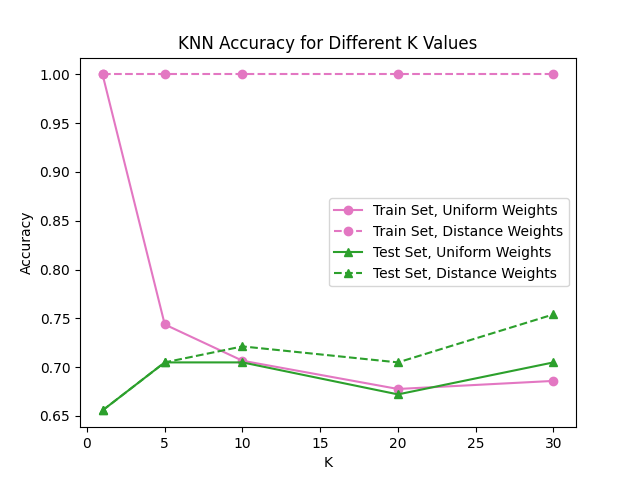 KNN Accuracy for Different K Values
Accuracy
1.00
0.95
0.90
0.85
0.80
0.75
0.70
0.65
Train Set, Uniform Weights
Train Set, Distance Weights
Test Set, Uniform Weights
Test Set, Distance Weights
0 5 10 15 20 25 30
K